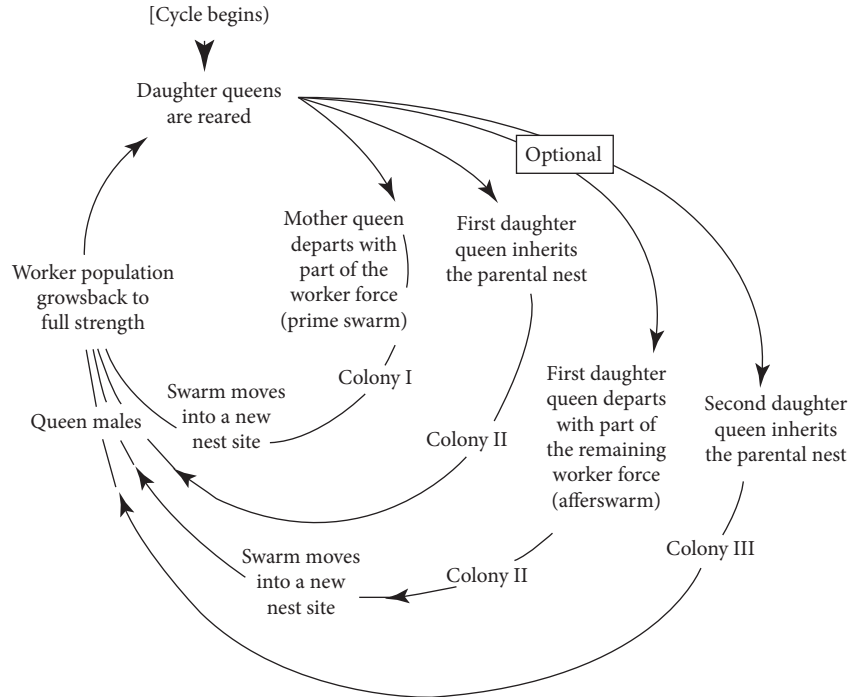 [Cycle begins)
Daughter queens
are reared
Optional
Mother queen
departs with
part of the
worker force
(prime swarm)
First daughter
queen inherits
the parental nest
Worker population
growsback to
full strength
First daughter
queen departs
with part of
the remaining
worker force
(afferswarm)
Second daughter
queen inherits
the parental nest
Colony I
Swarm moves
into a new
nest site
Queen males
Colony II
Colony III
Swarm moves
into a new
nest site
Colony II